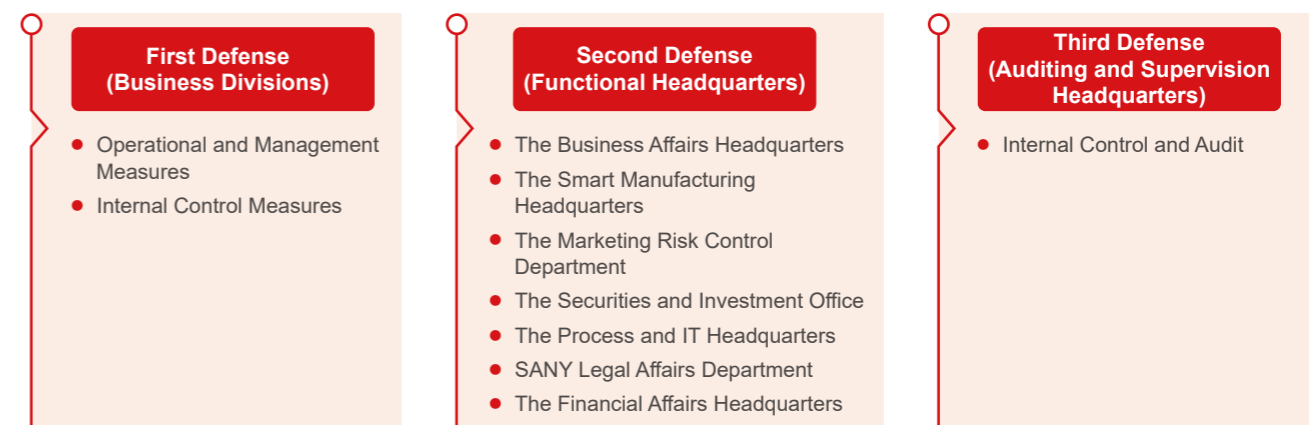 First Defense
(Business Divisions)
Operational and Management
Measures
Internal Control Measures
Second Defense
(Functional Headquarters)
The Business Affairs Headquarters
The Smart Manufacturing
Headquarters
The Marketing Risk Control
Department
The Securities and Investment Office
The Process and IT Headquarters
SANY Legal Affairs Department
The Financial Affairs Headquarters
Third Defense
(Auditing and Supervision
Headquarters)
Internal Control and Audit